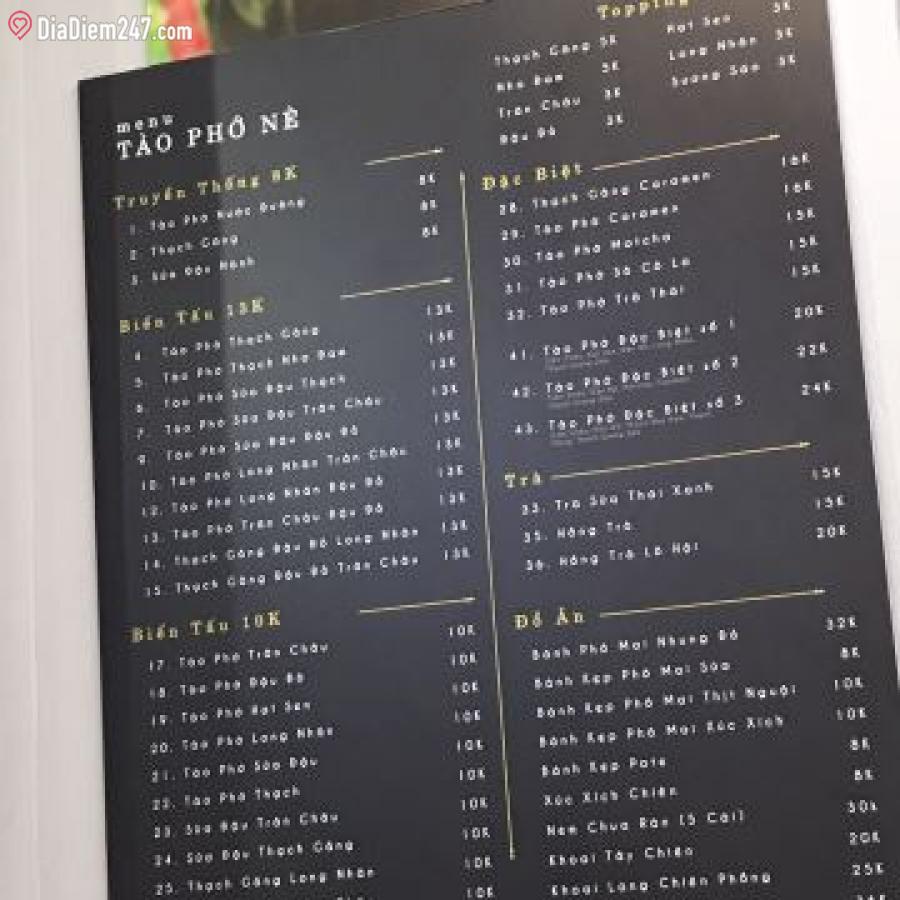 DiaDiem247.com
menu
TÀO PHỚ NÈ
Truyền Thống 8K
1. Tào Phớ Nước Đường 8K
2. Thạch Găng 8K
3. Sữa Đậu Nành 8K
Biến Tấu 13K
4. Tào Phớ Thạch Găng 13K
5. Tào Phớ Thạch Nha Đam 13K
6. Tào Phớ Sữa Đậu Thạch 13K
7. Tào Phớ Sữa Đậu Trân Châu 13K
9. Tào Phớ Sữa Đậu Đậu Đỏ 13K
10. Tào Phớ Long Nhãn Trân Châu 13K
12. Tào Phớ Long Nhãn Đậu Đỏ 13K
13. Tào Phớ Trân Châu Đậu Đỏ 13K
14. Thạch Găng Đậu Đỏ Long Nhãn 13K
15. Thạch Găng Đậu Đỏ Trân Châu 13K
Biến Tấu 10K
17. Tào Phớ Trân Châu 10K
18. Tào Phớ Đậu Đỏ 10K
19. Tào Phớ Hạt Sen 10K
20. Tào Phớ Long Nhãn 10K
21. Tào Phớ Sữa Đậu 10K
22. Tào Phớ Thạch 10K
23. Sữa Đậu Trân Châu 10K
24. Sữa Đậu Thạch Găng 10K
25. Thạch Găng Long Nhãn 10K
10K
Topping
Thạch Găng 3K
Nha Đam 3K
Trân Châu 3K
Đậu Đỏ 3K
Hạt Sen 3K
Long Nhãn 3K
Sương Sáo 3K
Đặc Biệt
28. Thạch Găng Caramen 16K
29. Tào Phớ Caramen 16K
30. Tào Phớ Matcha 15K
31. Tào Phớ Sô Cô La 15K
32. Tào Phớ Trà Thái 15K
41. Tào Phớ Đặc Biệt số 1 20K
42. Tào Phớ Đặc Biệt số 2 22K
43. Tào Phớ Đặc Biệt số 3 24K
Trà
33. Trà Sữa Thái Xanh 15K
35. Hồng Trà 15K
36. Hồng Trà Lô Hội 20K
Đồ Ăn
Bánh Phô Mai Nhung Đỏ 32K
Bánh Kẹp Phô Mai Sữa 8K
Bánh Kẹp Phô Mai Thịt Nguội 10K
Bánh Kẹp Phô Mai Xúc Xích 10K
Bánh Kẹp Pate 8K
Xúc Xích Chiên 8K
Nem Chua Rán [5 Cái] 30k
Khoai Tây Chiên 20K
Khoai Lang Chiên Phồng 25K